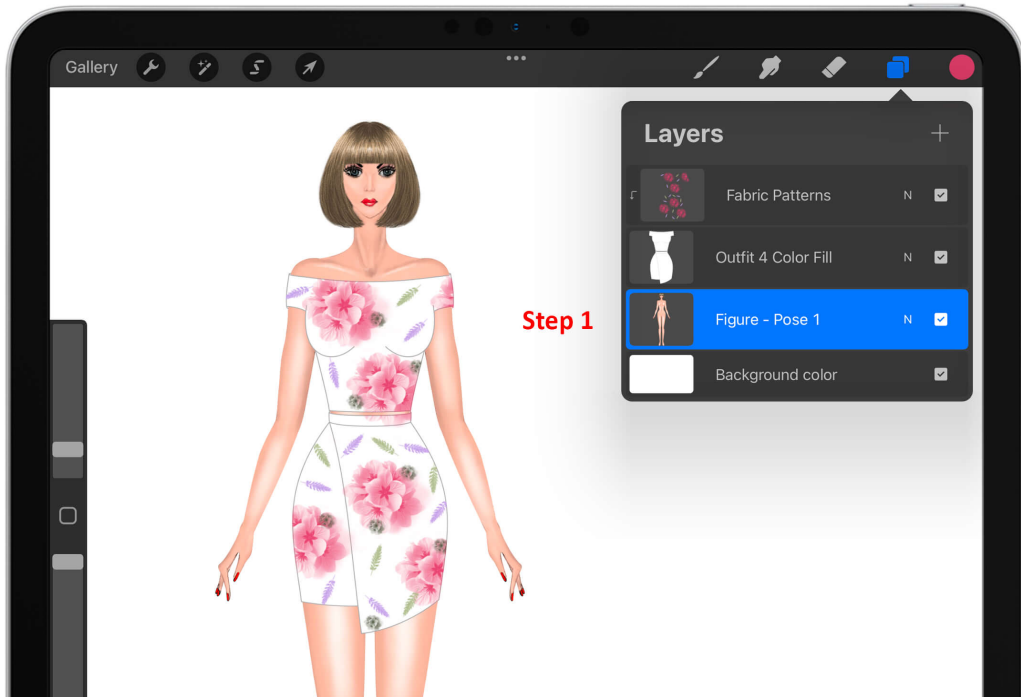 Gallery
Layers
Fabric Patterns N
Outfit 4 Color Fill N
Step 1
Figure - Pose 1 N
Background color